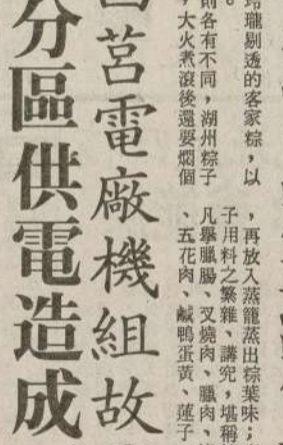 玲瓏剔透的客家粽，以
。
則各有不同，湖州粽子
，大火煮滾後還要燜個
，再放入蒸籠蒸出粽葉味；
子用料之繁雜、講究，堪稱
凡舉臘腸、叉燒肉、臘肉、
、五花肉、鹹鴨蛋黃、蓮子
莒電廠機組故
分區供電造成